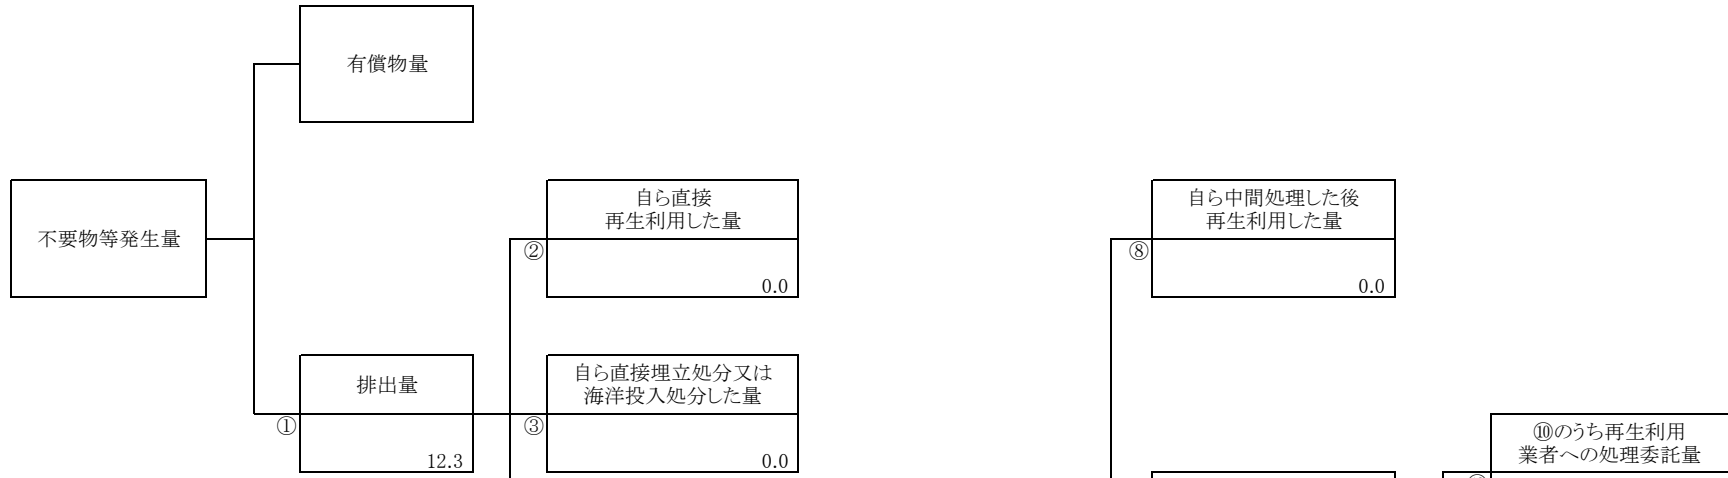 有償物量
不要物等発生量
自ら直接
再生利用した量
②
0.0
自ら中間処理した後
再生利用した量
⑧
0.0
排出量
①
12.3
自ら直接埋立処分又は
海洋投入処分した量
③
0.0
⑩のうち再生利用
業者への処理委託量